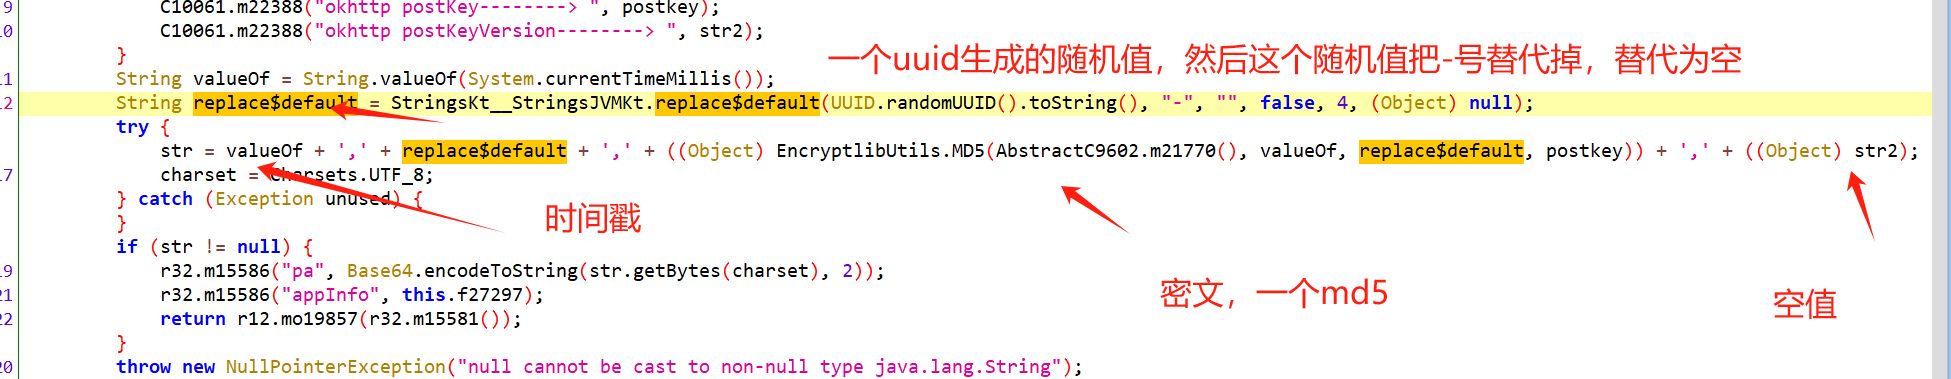 9 C10061.m22388("okhttp postKey--------> ", postkey);
10 C10061.m22388("okhttp postKeyVersion--------> ", str2);
}
一个uuid生成的随机值，然后这个随机值把-号替代掉，替代为空
11 String valueOf = String.valueOf(System.currentTimeMillis());
12 String replace$default = StringsKt__StringsJVMKt.replace$default(UUID.randomUUID().toString(), "-", "", false, 4, (Object) null);
try {
str = valueOf + ',' + replace$default + ',' + ((Object) EncryptlibUtils.MD5(AbstractC9602.m21770(), valueOf, replace$default, postkey)) + ',' + ((Object) str2);
17 charset = Charsets.UTF_8;
} catch (Exception unused) {
时间戳
}
if (str != null) {
19 r32.m15586("pa", Base64.encodeToString(str.getBytes(charset), 2));
21 r32.m15586("appInfo", this.f27297);
密文，一个md5
空值
22 return r12.mo19857(r32.m15581());
}
20 throw new NullPointerException("null cannot be cast to non-null type java.lang.String");